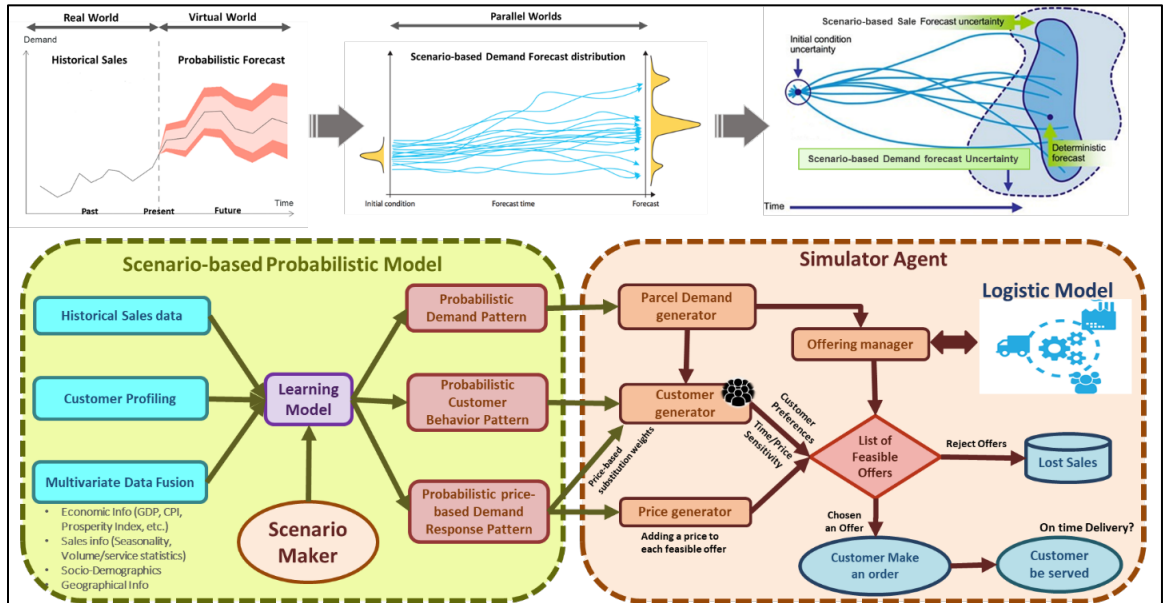 Real World
Virtual World
Parallel Worlds
Demand
Historical Sales
Probabilistic Forecast
Past
Present
Future
Time
Scenario-based Demand Forecast distribution
Initial condition
Forecast time
Forecast
Scenario-based Sale Forecast uncertainty
Initial condition
uncertainty
Deterministic
forecast
Scenario-based Demand forecast Uncertainty
Time
Scenario-based Probabilistic Model
Historical Sales data
Customer Profiling
Multivariate Data Fusion
• Economic Info (GDP, CPI,
Prosperity Index, etc.)
• Sales info (Seasonality,
Volume/service statistics)
• Socio-Demographics
• Geographical Info
Learning
Model
Scenario
Maker
Probabilistic
Demand Pattern
Probabilistic
Customer
Behavior Pattern
Probabilistic price-
based Demand
Response Pattern
Simulator Agent
Parcel Demand
generator
Customer
generator
Price-based
substitution weights
Price generator
Adding a price to
each feasible offer
Customer
Preferences
Time/Price
Sensitivity
Offering manager
Logistic Model
List of
Feasible
Offers
Reject Offers
Lost Sales
Chosen
an Offer
Customer Make
an order
On time Delivery?
Customer
be served